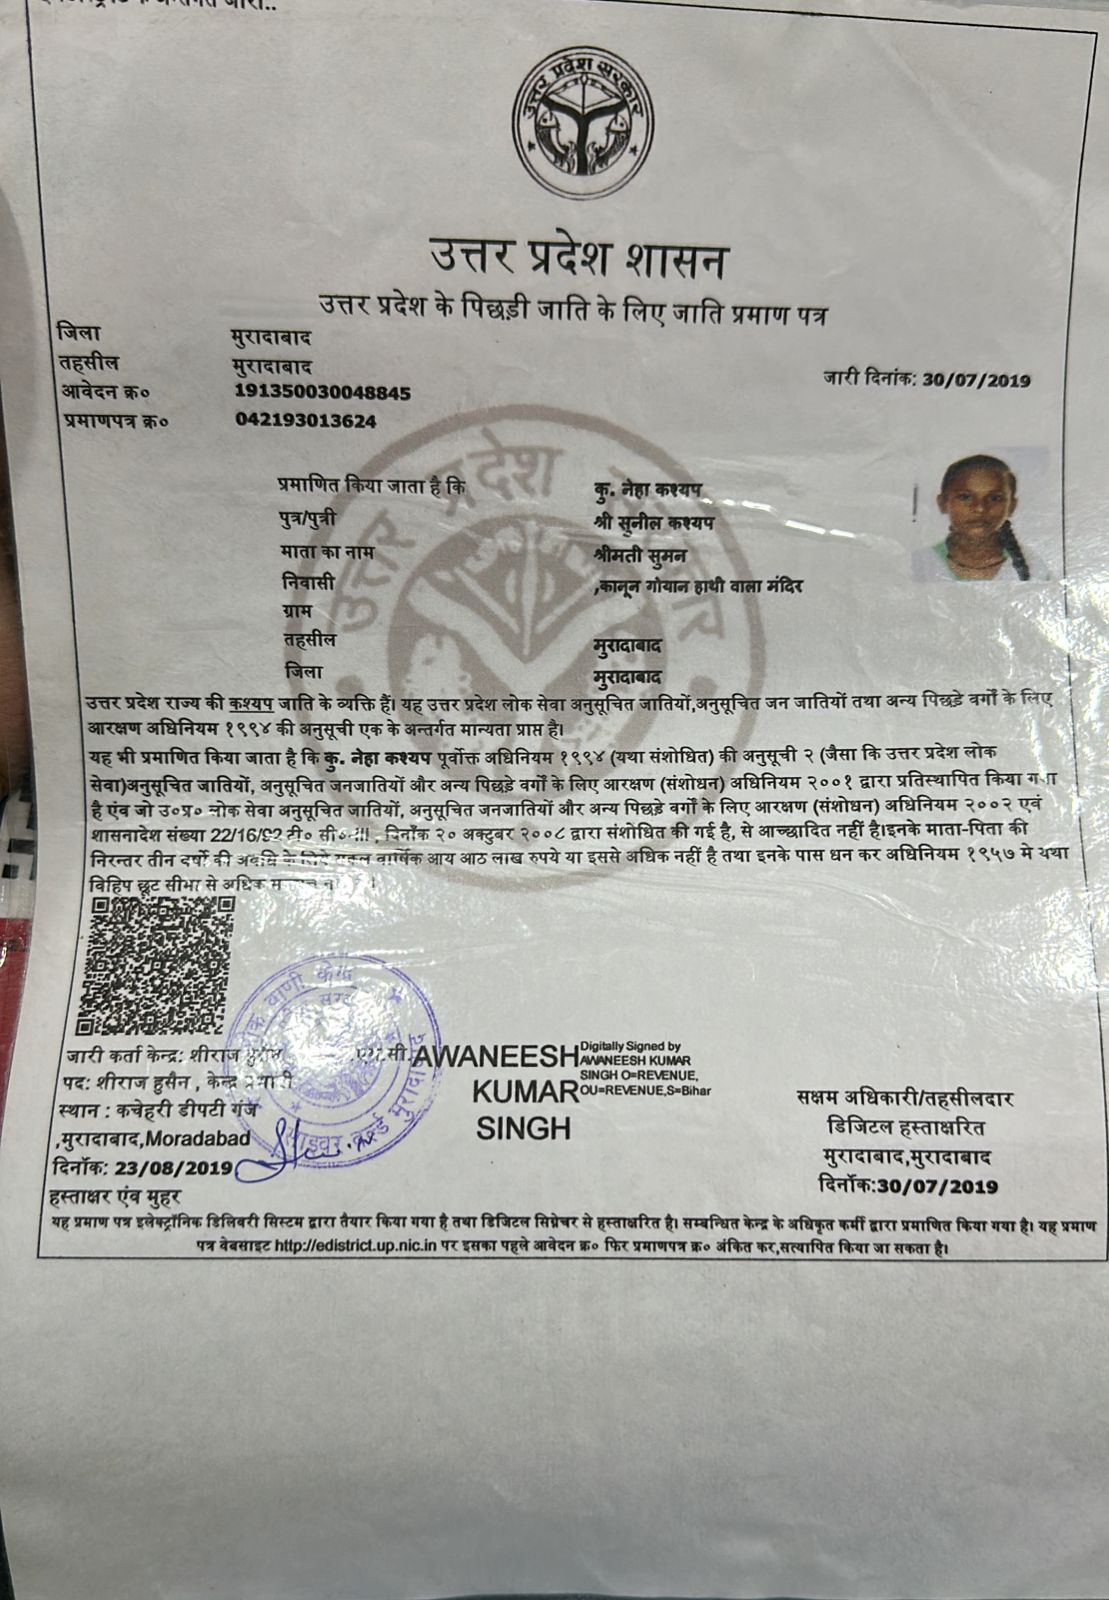 उत्तर प्रदेश सरकार
उत्तर प्रदेश शासन
उत्तर प्रदेश के पिछड़ी जाति के लिए जाति प्रमाण पत्र
जिला मुरादाबाद
तहसील मुरादाबाद
आवेदन क्र० 191350030048845
जारी दिनांक: 30/07/2019
प्रमाणपत्र क्र० 042193013624
प्रमाणित किया जाता है कि कु. नेहा कश्यप
पुत्र/पुत्री श्री सुनील कश्यप
माता का नाम श्रीमती सुमन
निवासी ,कानून गोयान हाथी वाला मंदिर
ग्राम
तहसील मुरादाबाद
जिला मुरादाबाद
उत्तर प्रदेश राज्य की कश्यप जाति के व्यक्ति हैं। यह उत्तर प्रदेश लोक सेवा अनुसूचित जातियों,अनुसूचित जन जातियों तथा अन्य पिछड़े वर्गों के लिए
आरक्षण अधिनियम १९९४ की अनुसूची एक के अन्तर्गत मान्यता प्राप्त है।
यह भी प्रमाणित किया जाता है कि कु. नेहा कश्यप पूर्वोक्त अधिनियम १९९४ (यथा संशोधित) की अनुसूची २ (जैसा कि उत्तर प्रदेश लोक
सेवा)अनुसूचित जातियों, अनुसूचित जनजातियों और अन्य पिछड़े वर्गों के लिए आरक्षण (संशोधन) अधिनियम २००१ द्वारा प्रतिस्थापित किया गया
है एंव जो उ०प्र० लोक सेवा अनुसूचित जातियों, अनुसूचित जनजातियों और अन्य पिछड़े वर्गों के लिए आरक्षण (संशोधन) अधिनियम २००२ एवं
शासनादेश संख्या 22/16/92 टी० दिनॉक २० अक्टुबर २००८ द्वारा संशोधित की गई है, से आच्छादित नहीं है।इनके माता-पिता की
निरन्तर तीन वर्षो की अवधि के लिये सकल वार्षिक आय आठ लाख रुपये या इससे अधिक नहीं है तथा इनके पास धन कर अधिनियम १९५७ मे यथा
विहिप छूट सीमा से अधिक
जारी कर्ता केन्द्र: शीराज हुसैन
पद: शीराज हुसैन , केन्द्र प्रभारी
स्थान : कचेहरी डीपटी गंज
,मुरादाबाद,Moradabad
दिनॉक: 23/08/2019
हस्ताक्षर एंव मुहर
AWANEESH
KUMAR
SINGH
Digitally Signed by
AWANEESH KUMAR
SINGH O=REVENUE,
OU=REVENUE,S=Bihar
सक्षम अधिकारी/तहसीलदार
डिजिटल हस्ताक्षरित
मुरादाबाद,मुरादाबाद
दिनॉक:30/07/2019
यह प्रमाण पत्र इलेक्ट्रॉनिक डिलिवरी सिस्टम द्वारा तैयार किया गया है तथा डिजिटल सिग्नेचर से हस्ताक्षरित है। सम्बन्धित केन्द्र के अधिकृत कर्मी द्वारा प्रमाणित किया गया है। यह प्रमाण
पत्र वेबसाइट http://edistrict.up.nic.in पर इसका पहले आवेदन क्र० फिर प्रमाणपत्र क्र० अंकित कर,सत्यापित किया जा सकता है।